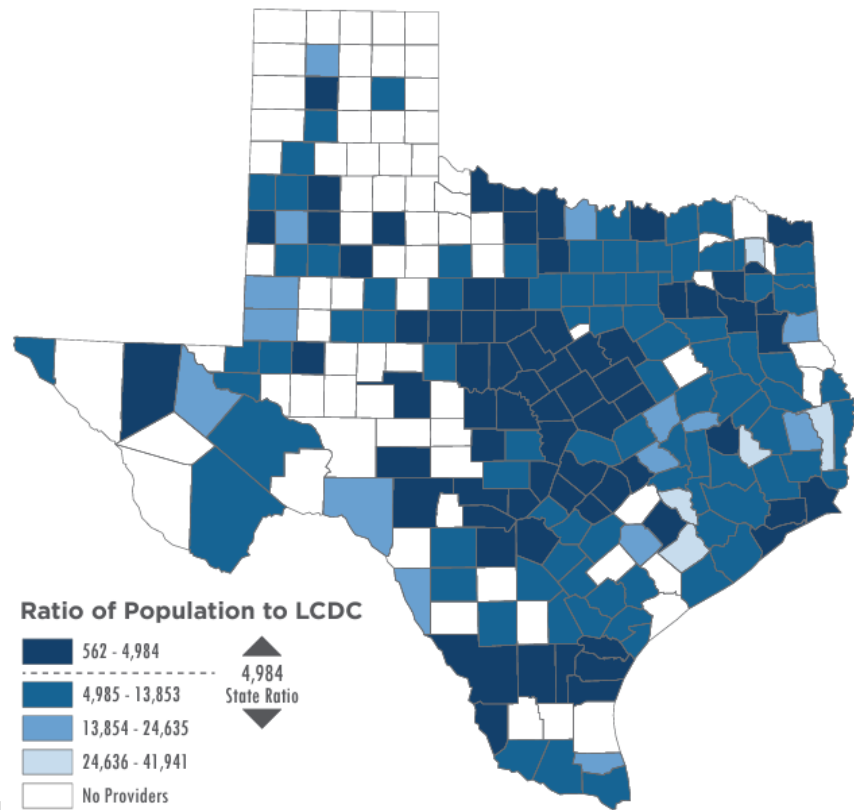 Ratio of Population to LCDC
562 - 4,984
4,984
State Ratio
4,985 - 13,853
13,854 - 24,635
24,636 - 41,941
No Providers